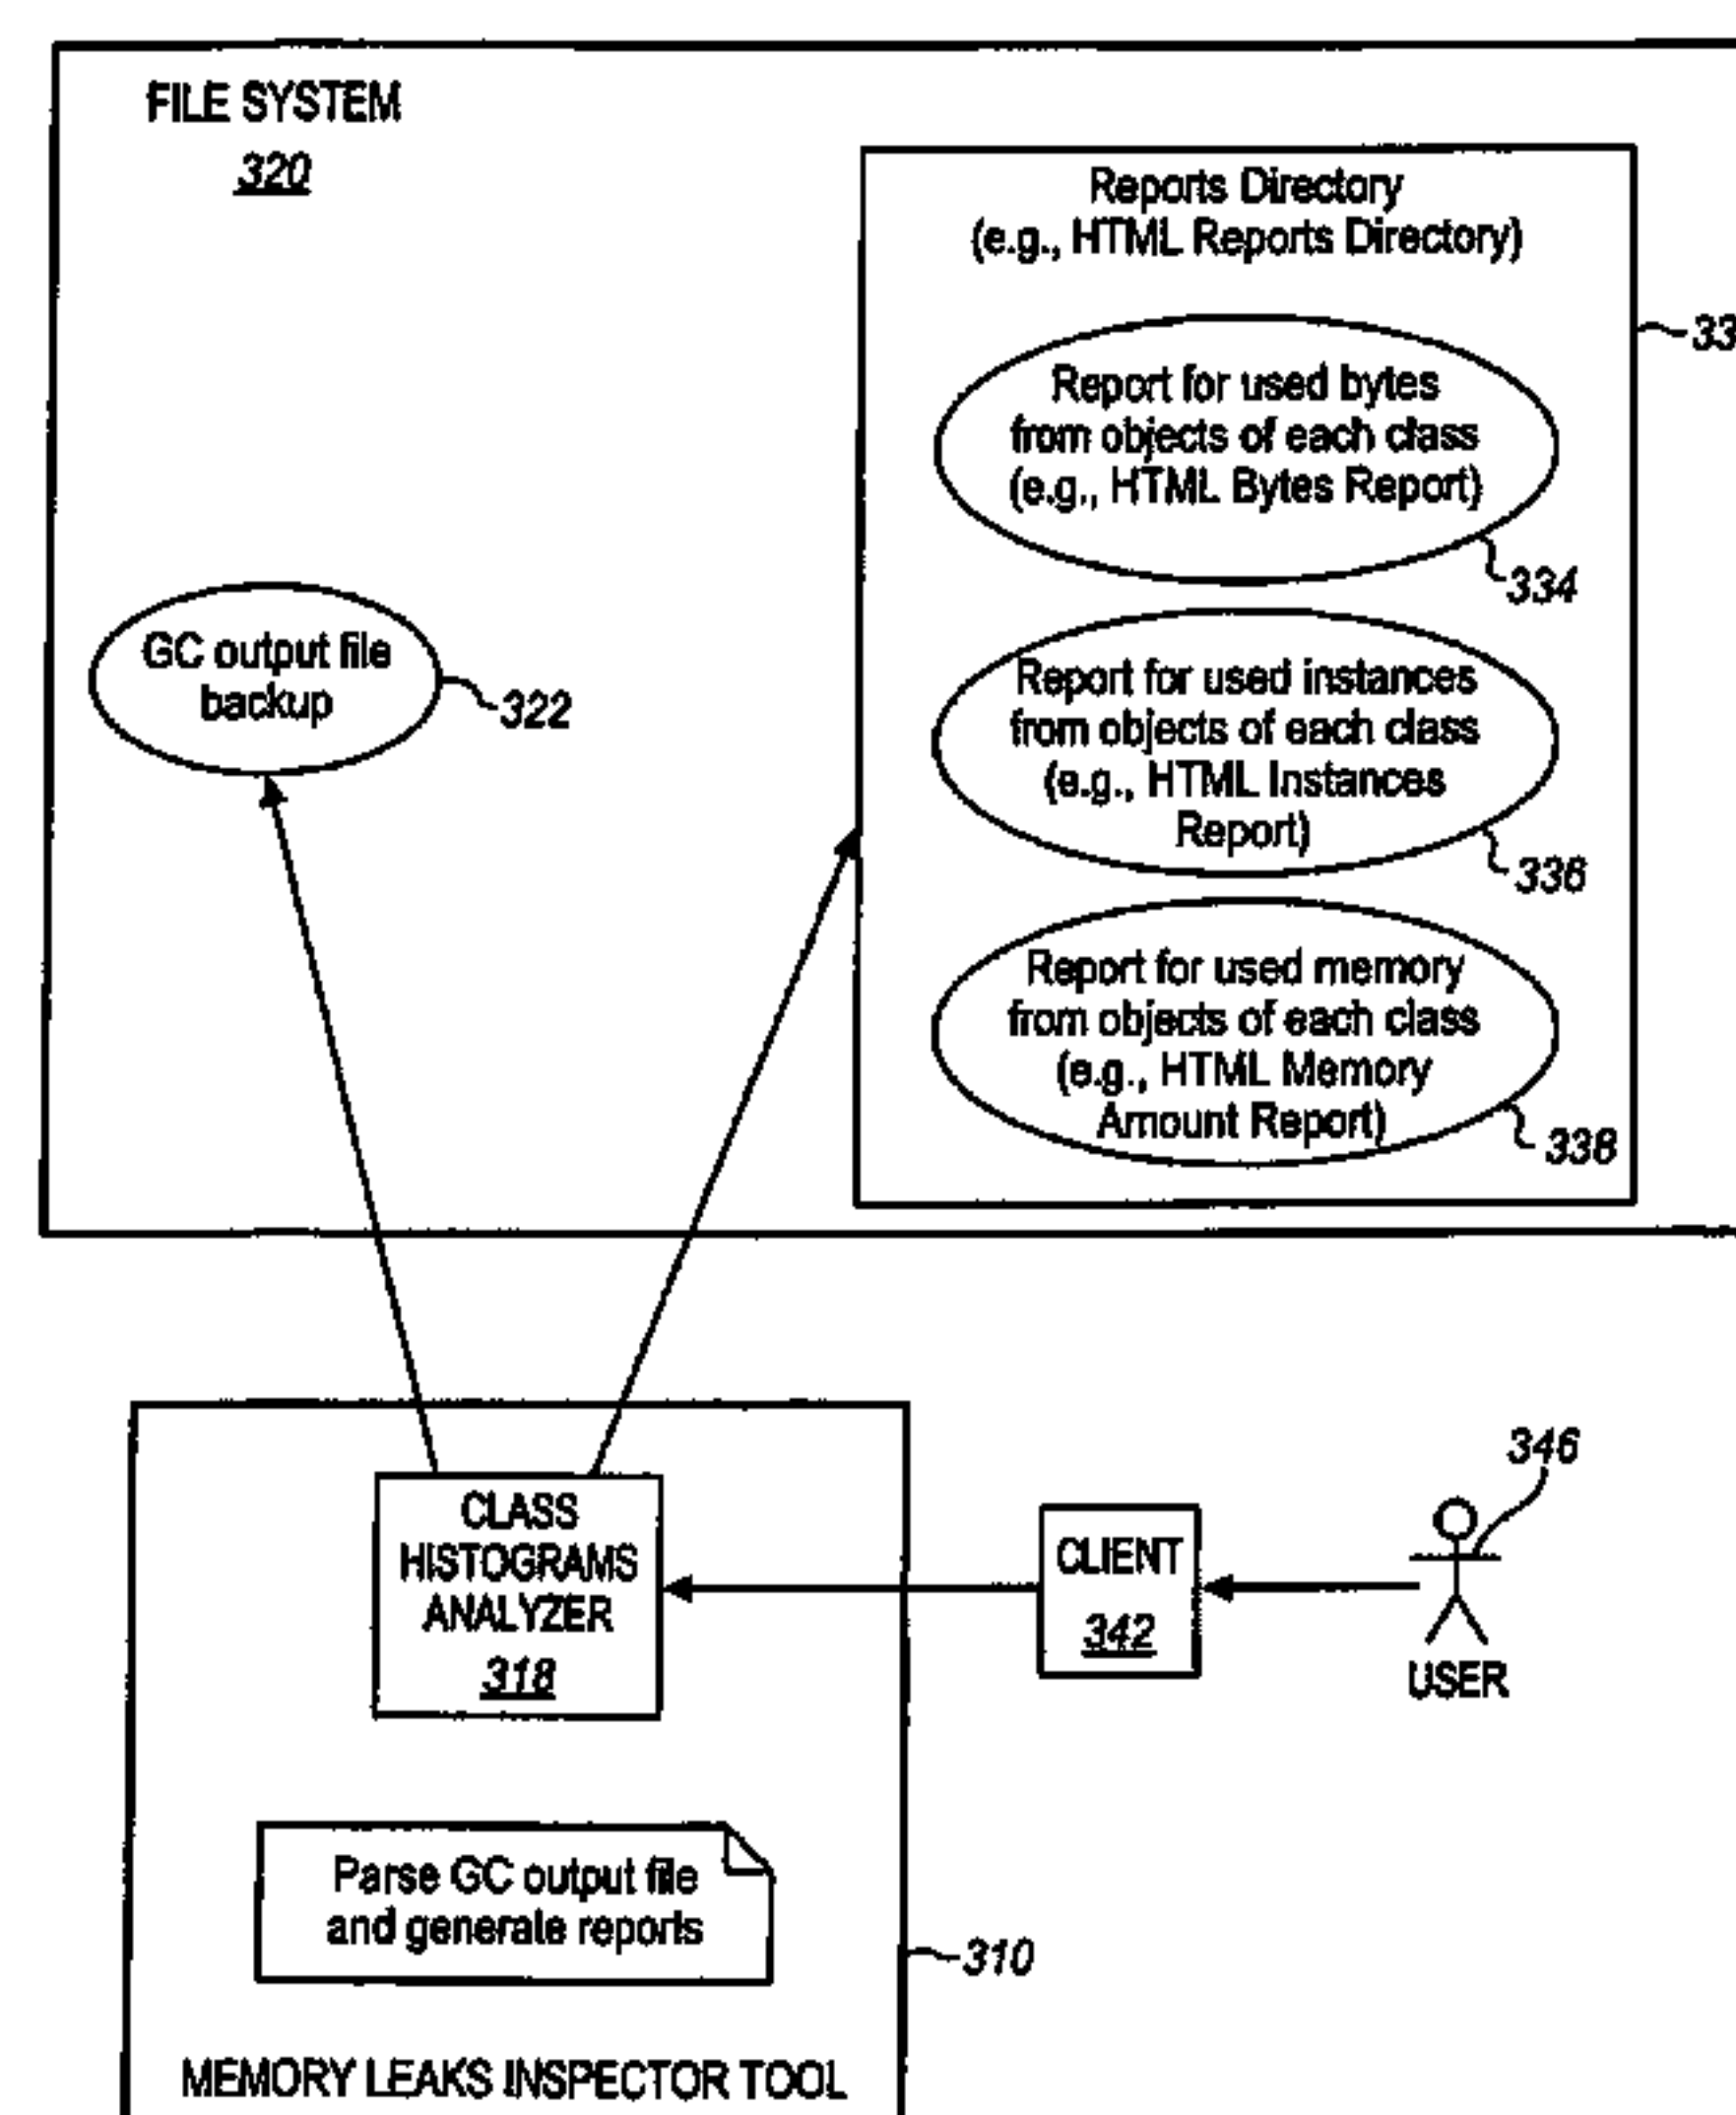 FILE SYSTEM
320
Reports Directory
(e.g., HTML Reports Directory)
Report for used bytes
from objects of each class
(e.g., HTML Bytes Report)
334
GC output file
backup
322
Report for used instances
from objects of each class
(e.g., HTML Instances
Report)
336
Report for used memory
from objects of each class
(e.g., HTML Memory
Amount Report)
338
CLASS
HISTOGRAMS
ANALYZER
318
CLIENT
342
346
USER
Parse GC output file
and generate reports
310
MEMORY LEAKS INSPECTOR TOOL